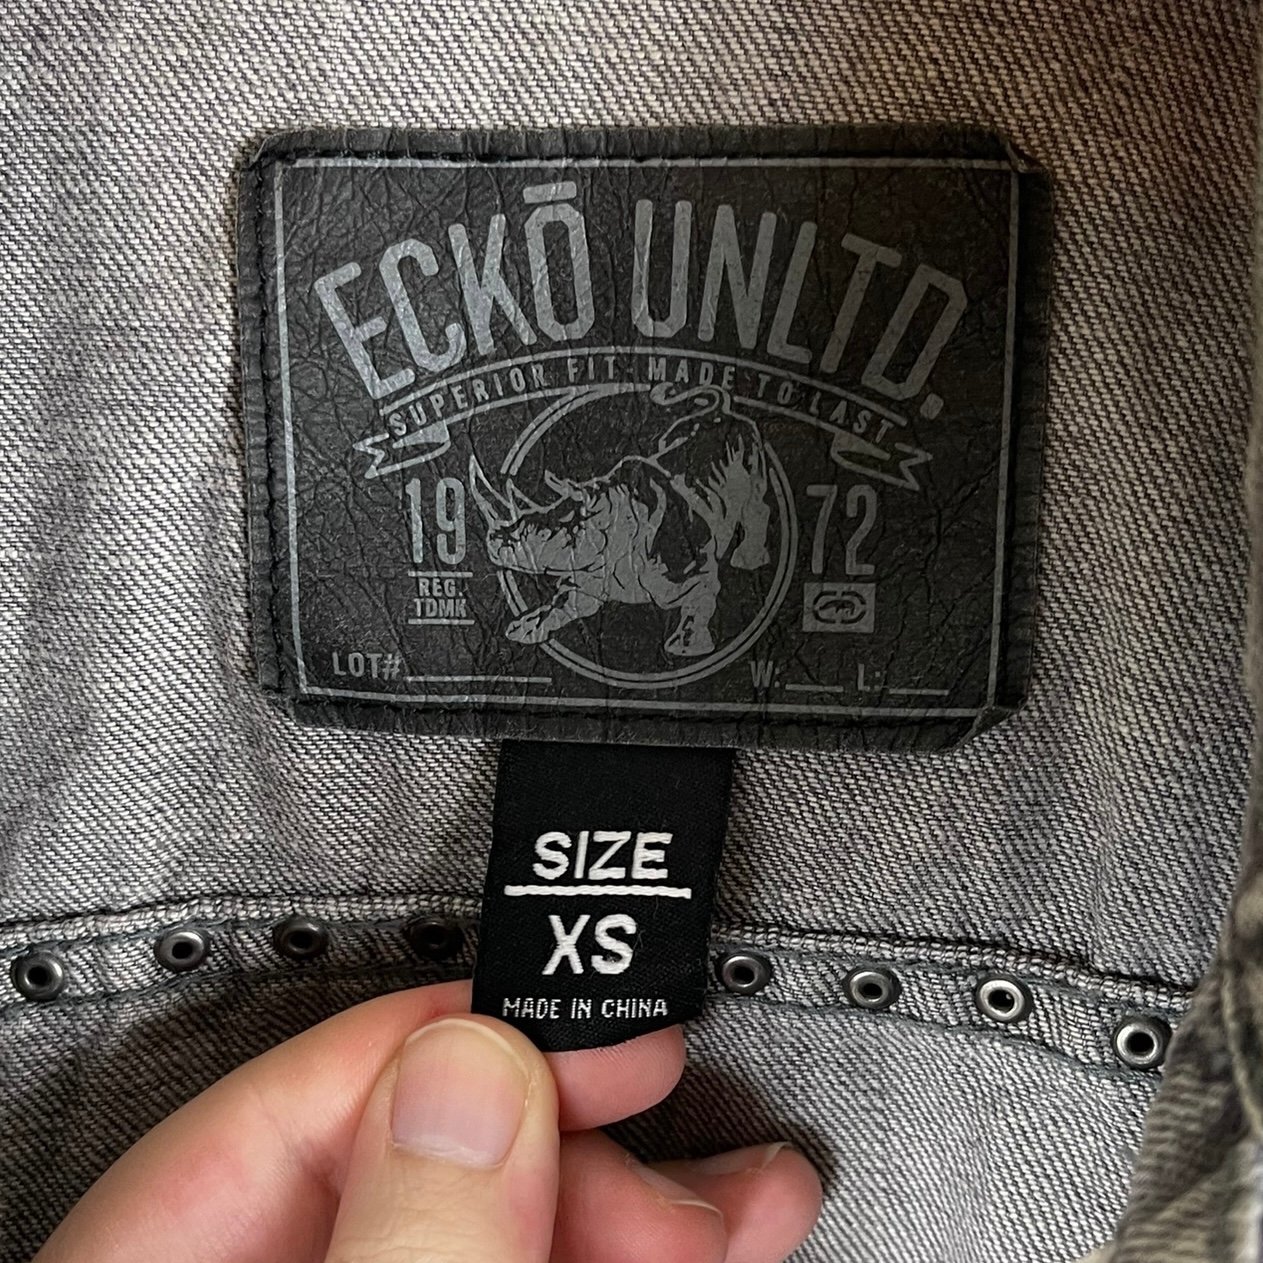 ECKŌ UNLTD.
SUPERIOR FIT · MADE TO LAST
19 72
REG.
TDMK
LOT# W: L:
SIZE
XS
MADE IN CHINA